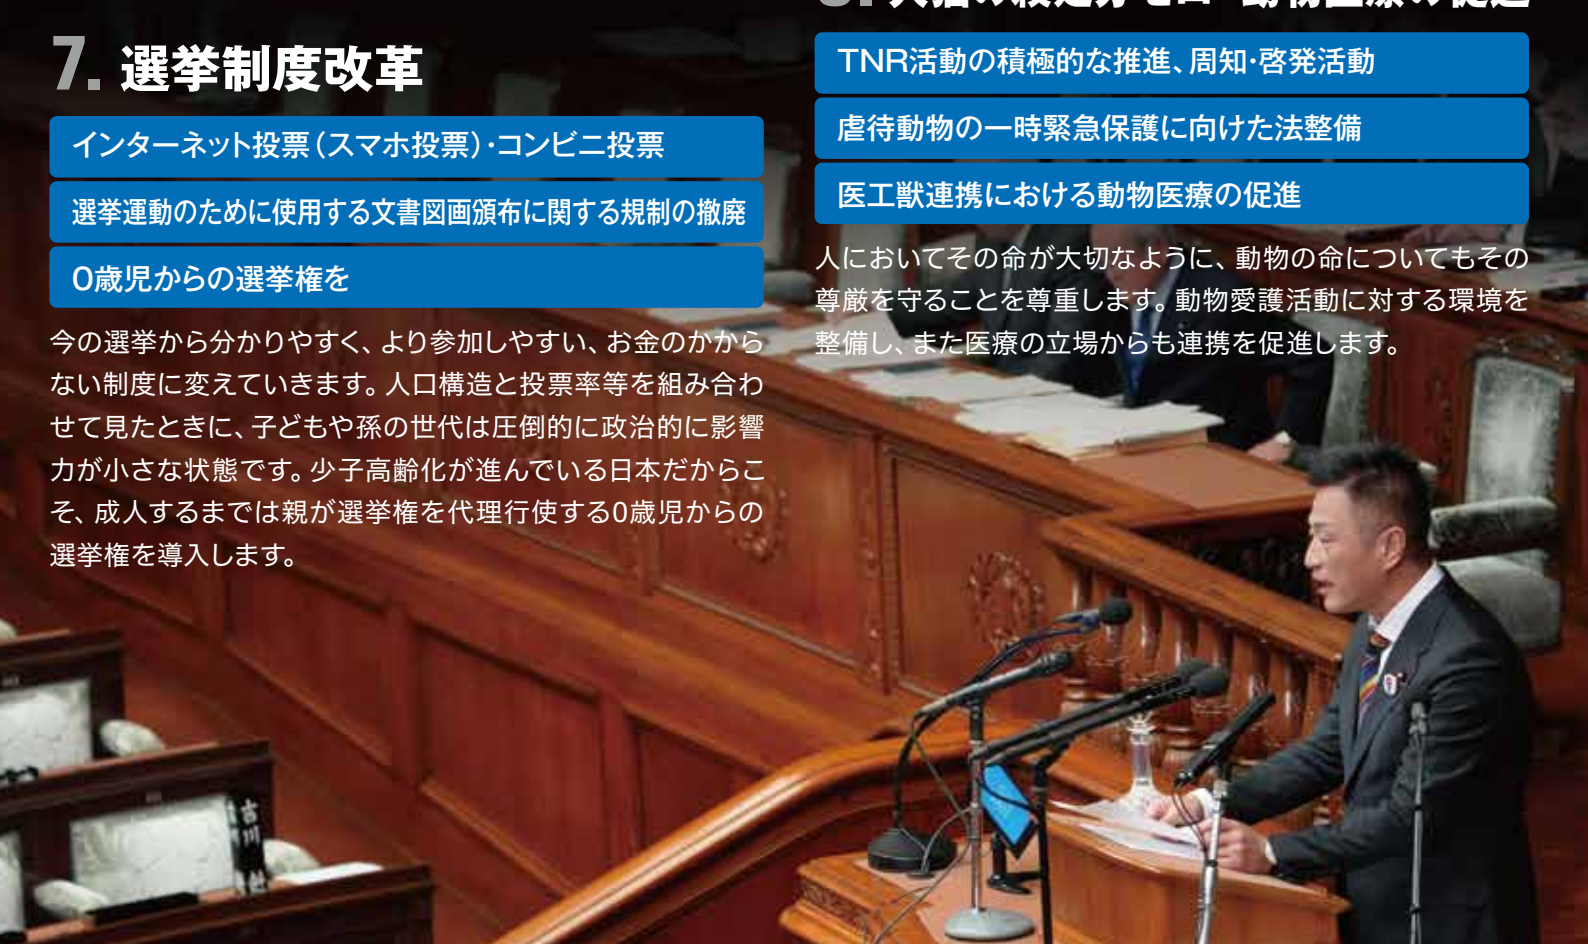 7. 選挙制度改革
インターネット投票（スマホ投票）・コンビニ投票
選挙運動のために使用する文書図画頒布に関する規制の撤廃
0歳児からの選挙権を
今の選挙から分かりやすく、より参加しやすい、お金のかから
ない制度に変えていきます。人口構造と投票率等を組み合わ
せて見たときに、子どもや孫の世代は圧倒的に政治的に影響
力が小さな状態です。少子高齢化が進んでいる日本だからこ
そ、成人するまでは親が選挙権を代理行使する0歳児からの
選挙権を導入します。
TNR活動の積極的な推進、周知・啓発活動
虐待動物の一時緊急保護に向けた法整備
医工獣連携における動物医療の促進
人においてその命が大切なように、動物の命についてもその
尊厳を守ることを尊重します。動物愛護活動に対する環境を
整備し、また医療の立場からも連携を促進します。
古川